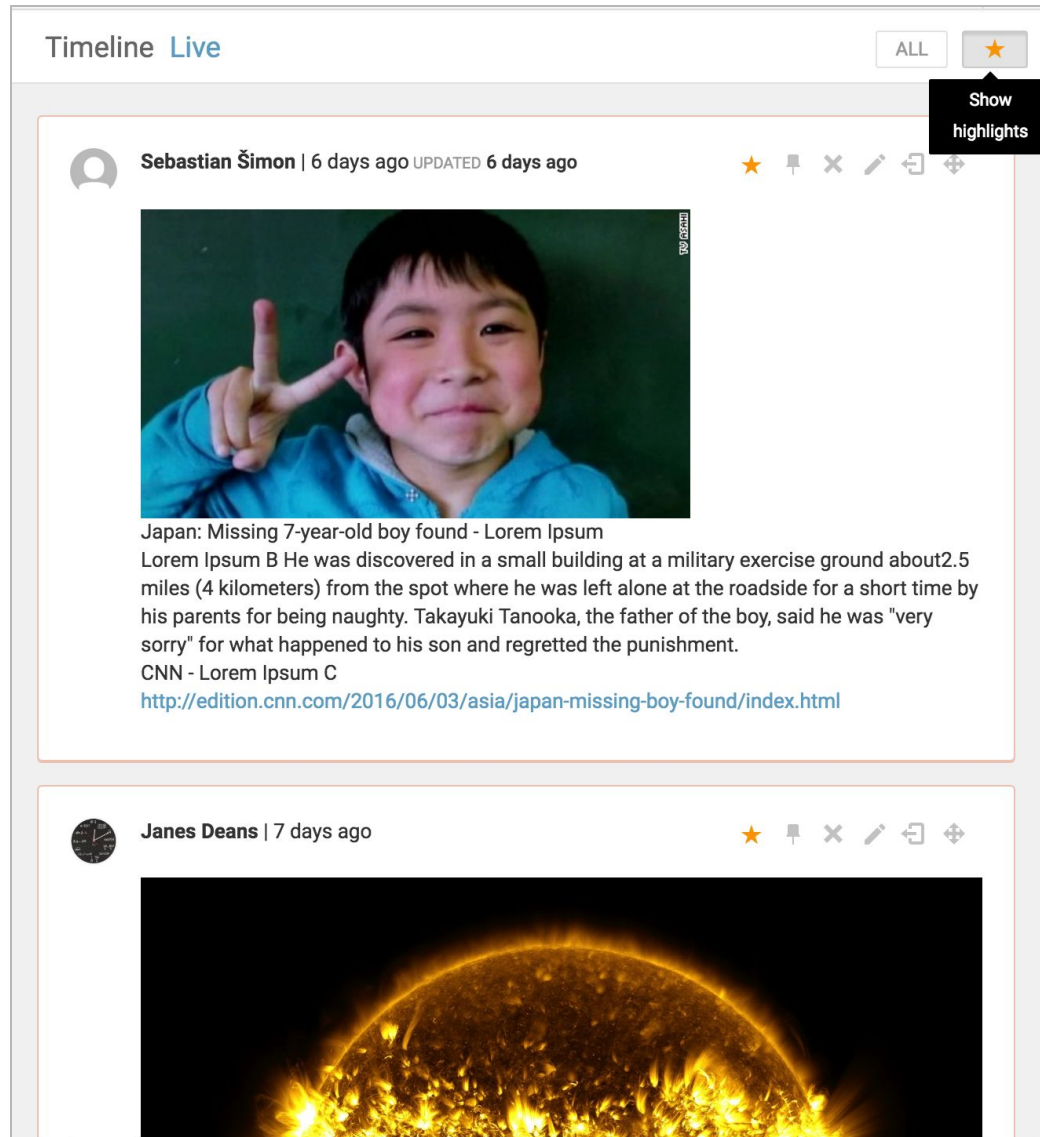 Timeline Live
ALL
Show
highlights
Sebastian Šimon | 6 days ago UPDATED 6 days ago
TV ASAHI
Japan: Missing 7-year-old boy found - Lorem Ipsum
Lorem Ipsum B He was discovered in a small building at a military exercise ground about2.5
miles (4 kilometers) from the spot where he was left alone at the roadside for a short time by
his parents for being naughty. Takayuki Tanooka, the father of the boy, said he was "very
sorry" for what happened to his son and regretted the punishment.
CNN - Lorem Ipsum C
http://edition.cnn.com/2016/06/03/asia/japan-missing-boy-found/index.html
Janes Deans | 7 days ago